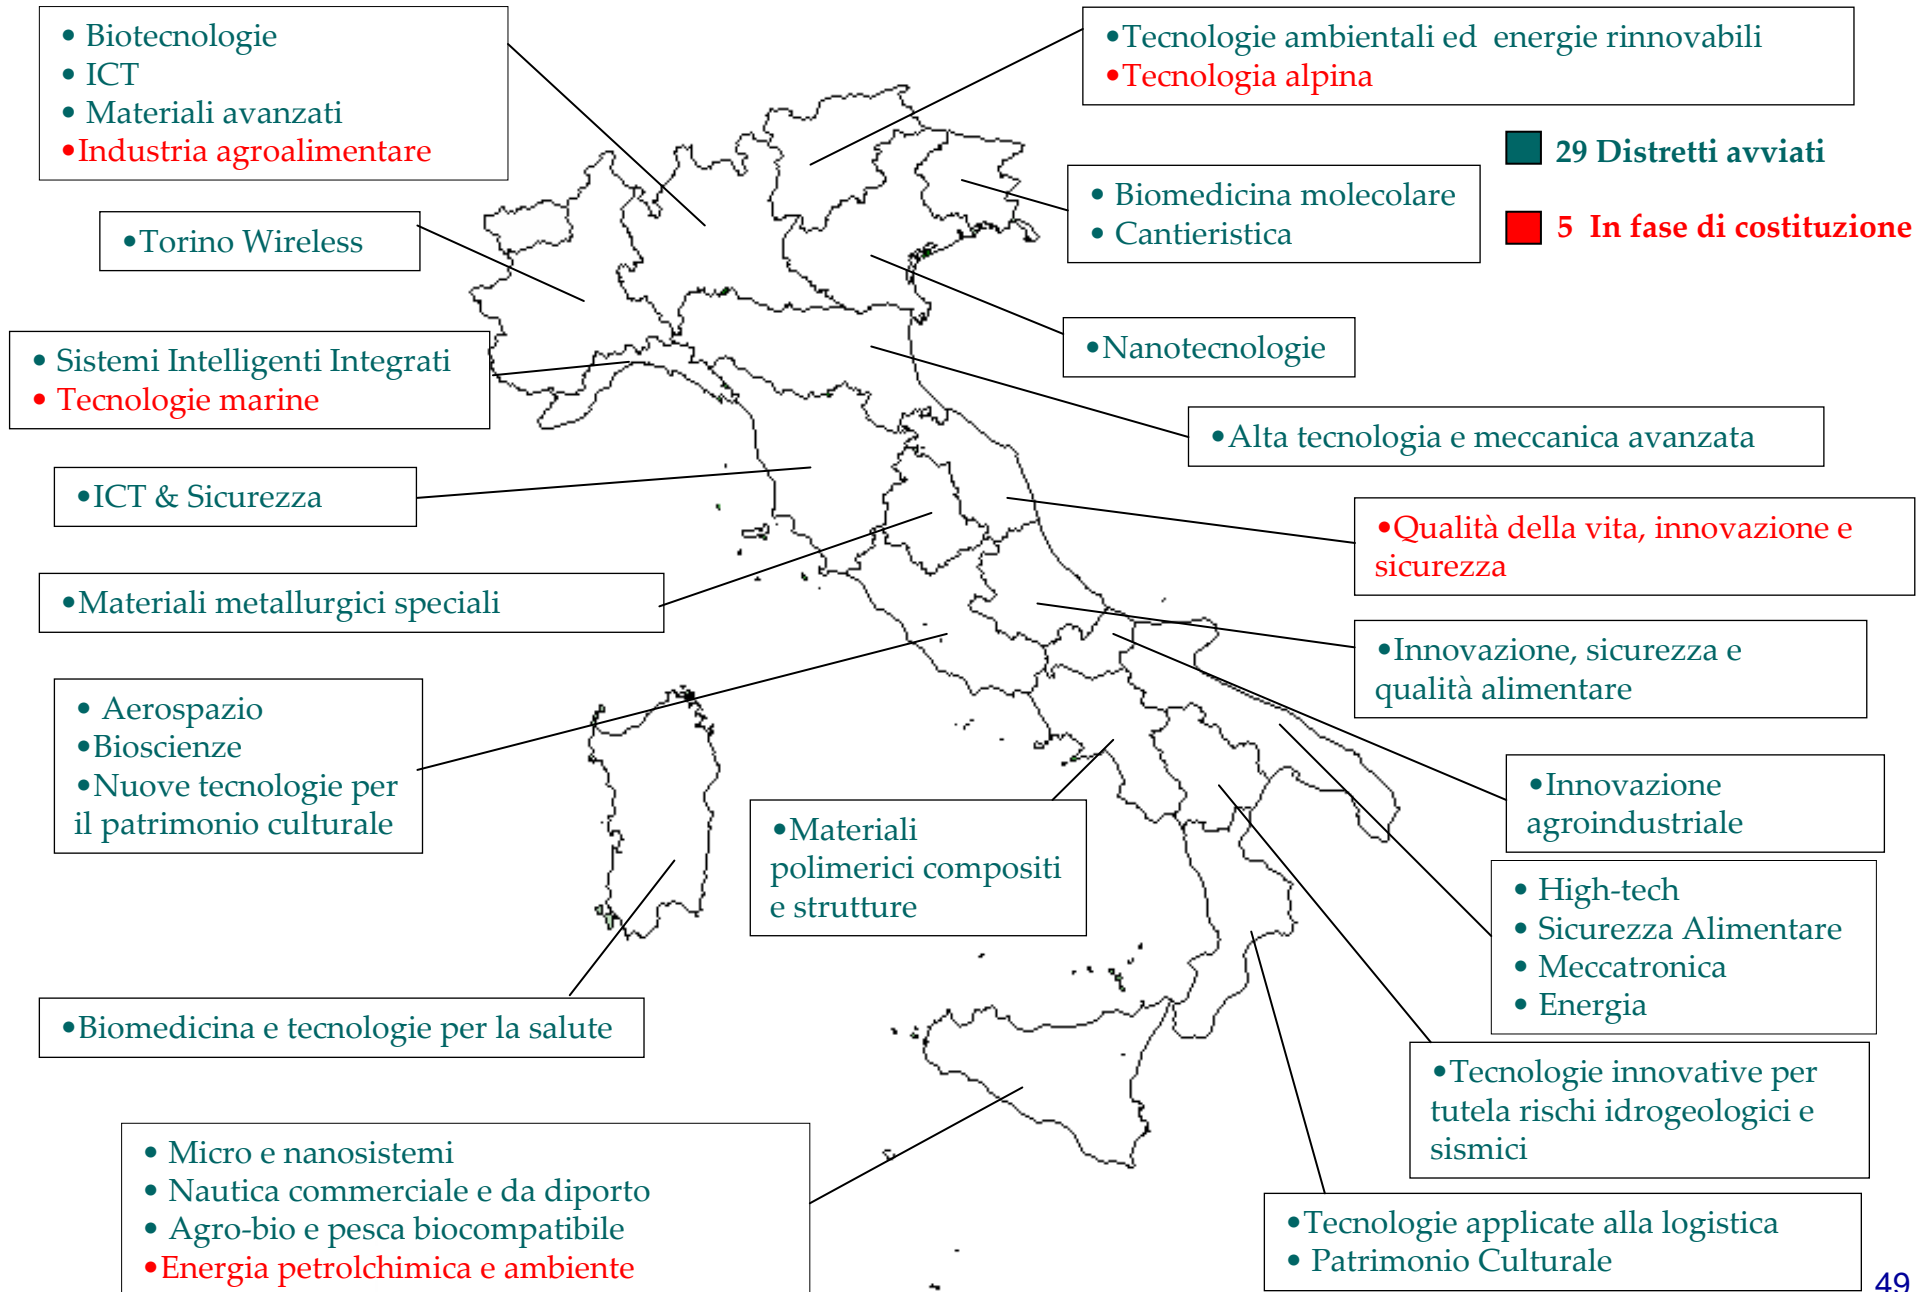 • Biotecnologie
• ICT
• Materiali avanzati
•Industria agroalimentare
•Tecnologie ambientali ed energie rinnovabili
•Tecnologia alpina
29 Distretti avviati
5 In fase di costituzione
• Biomedicina molecolare
• Cantieristica
•Torino Wireless
•Nanotecnologie
• Sistemi Intelligenti Integrati
• Tecnologie marine
•Alta tecnologia e meccanica avanzata
•ICT & Sicurezza
•Qualità della vita, innovazione e
sicurezza
•Materiali metallurgici speciali
•Innovazione, sicurezza e
qualità alimentare
• Aerospazio
•Bioscienze
•Nuove tecnologie per
il patrimonio culturale
•Materiali
polimerici compositi
e strutture
•Innovazione
agroindustriale
• High-tech
• Sicurezza Alimentare
• Meccatronica
• Energia
•Biomedicina e tecnologie per la salute
•Tecnologie innovative per
tutela rischi idrogeologici e
sismici
• Micro e nanosistemi
• Nautica commerciale e da diporto
• Agro-bio e pesca biocompatibile
•Energia petrolchimica e ambiente
•Tecnologie applicate alla logistica
• Patrimonio Culturale
49